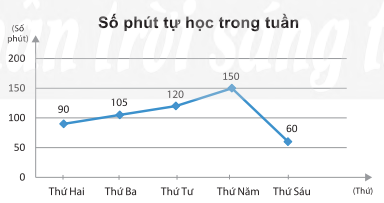 Số phút tự học trong tuần
(Số
phút)
200
150
100
50
0
90
105
120
150
60
Thứ Hai
Thứ Ba
Thứ Tư
Thứ Năm
Thứ Sáu
(Thứ)